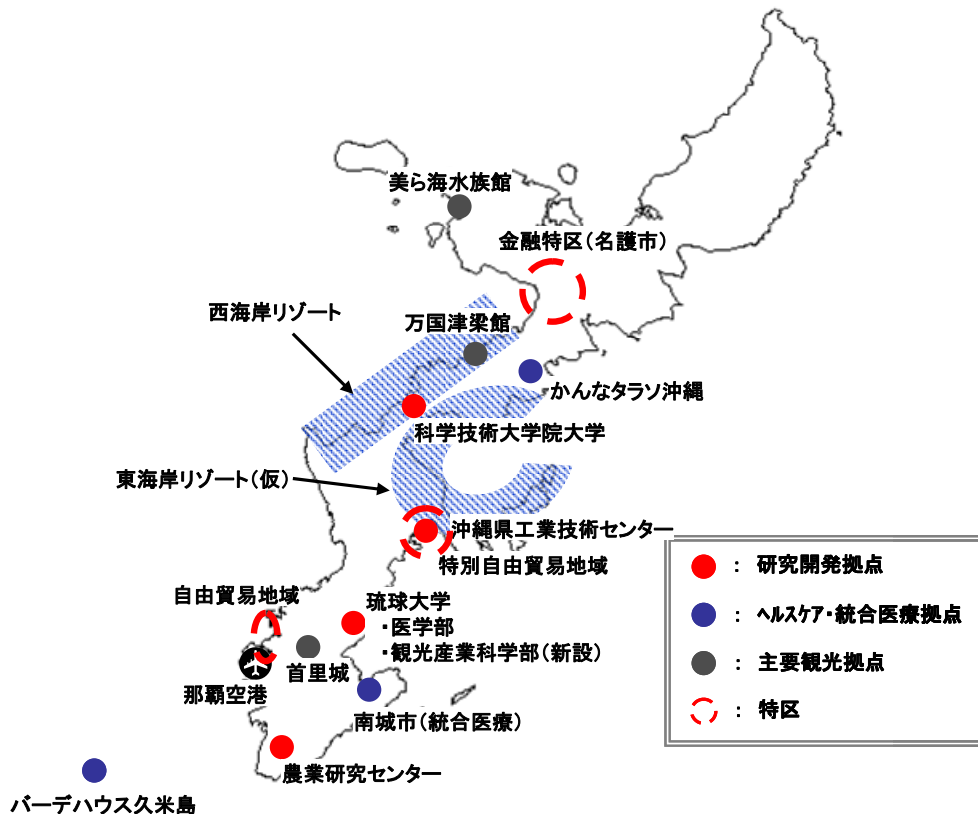 美ら海水族館
金融特区(名護市)
西海岸リゾート
万国津梁館
かんなタラソ沖縄
科学技術大学院大学
東海岸リゾート(仮)
沖縄県工業技術センター
特別自由貿易地域
自由貿易地域
琉球大学
・医学部
・観光産業科学部(新設)
首里城
那覇空港
南城市(統合医療)
農業研究センター
バーデハウス久米島
: 研究開発拠点
: ヘルスケア・統合医療拠点
: 主要観光拠点
: 特区